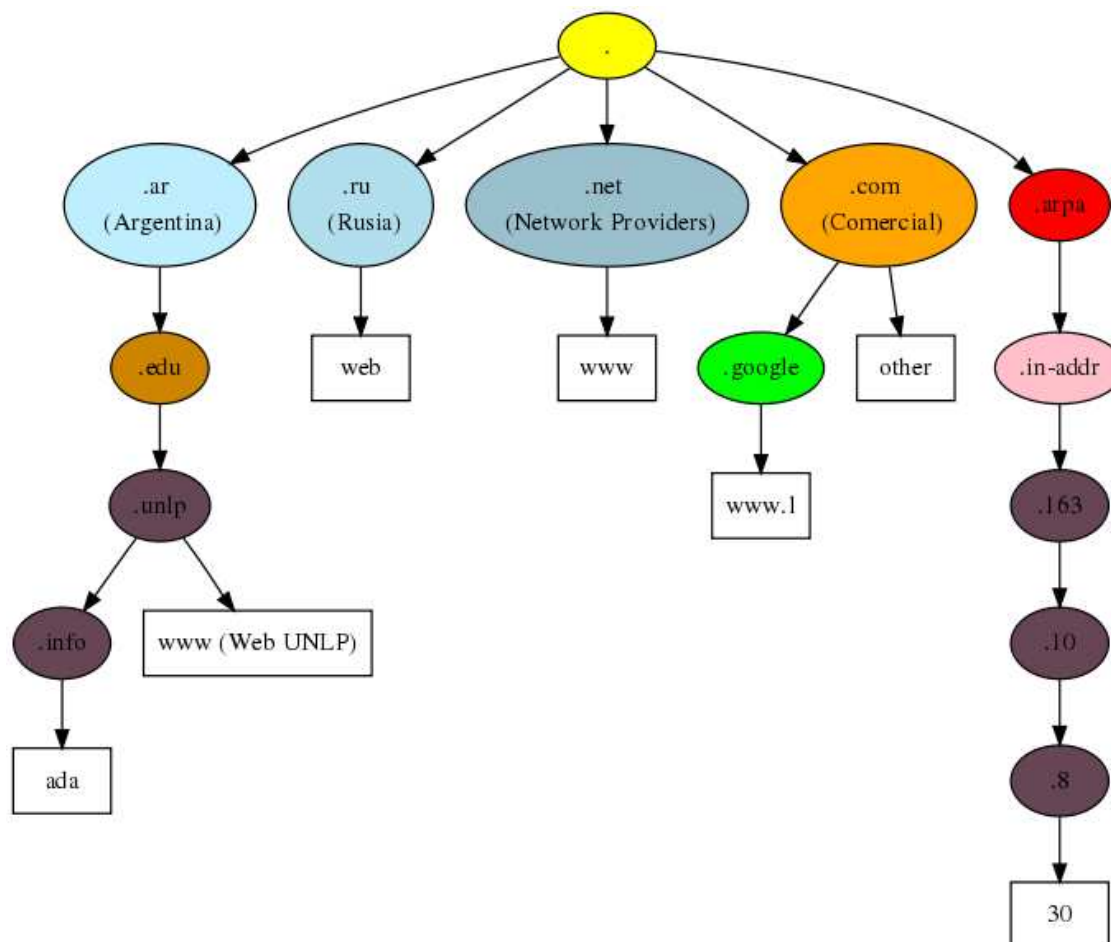 .
.ar
(Argentina)
.ru
(Rusia)
.net
(Network Providers)
.com
(Comercial)
.arpa
.edu
web
www
.google
other
.in-addr
.unlp
www.l
.163
.info
www (Web UNLP)
.10
ada
.8
30